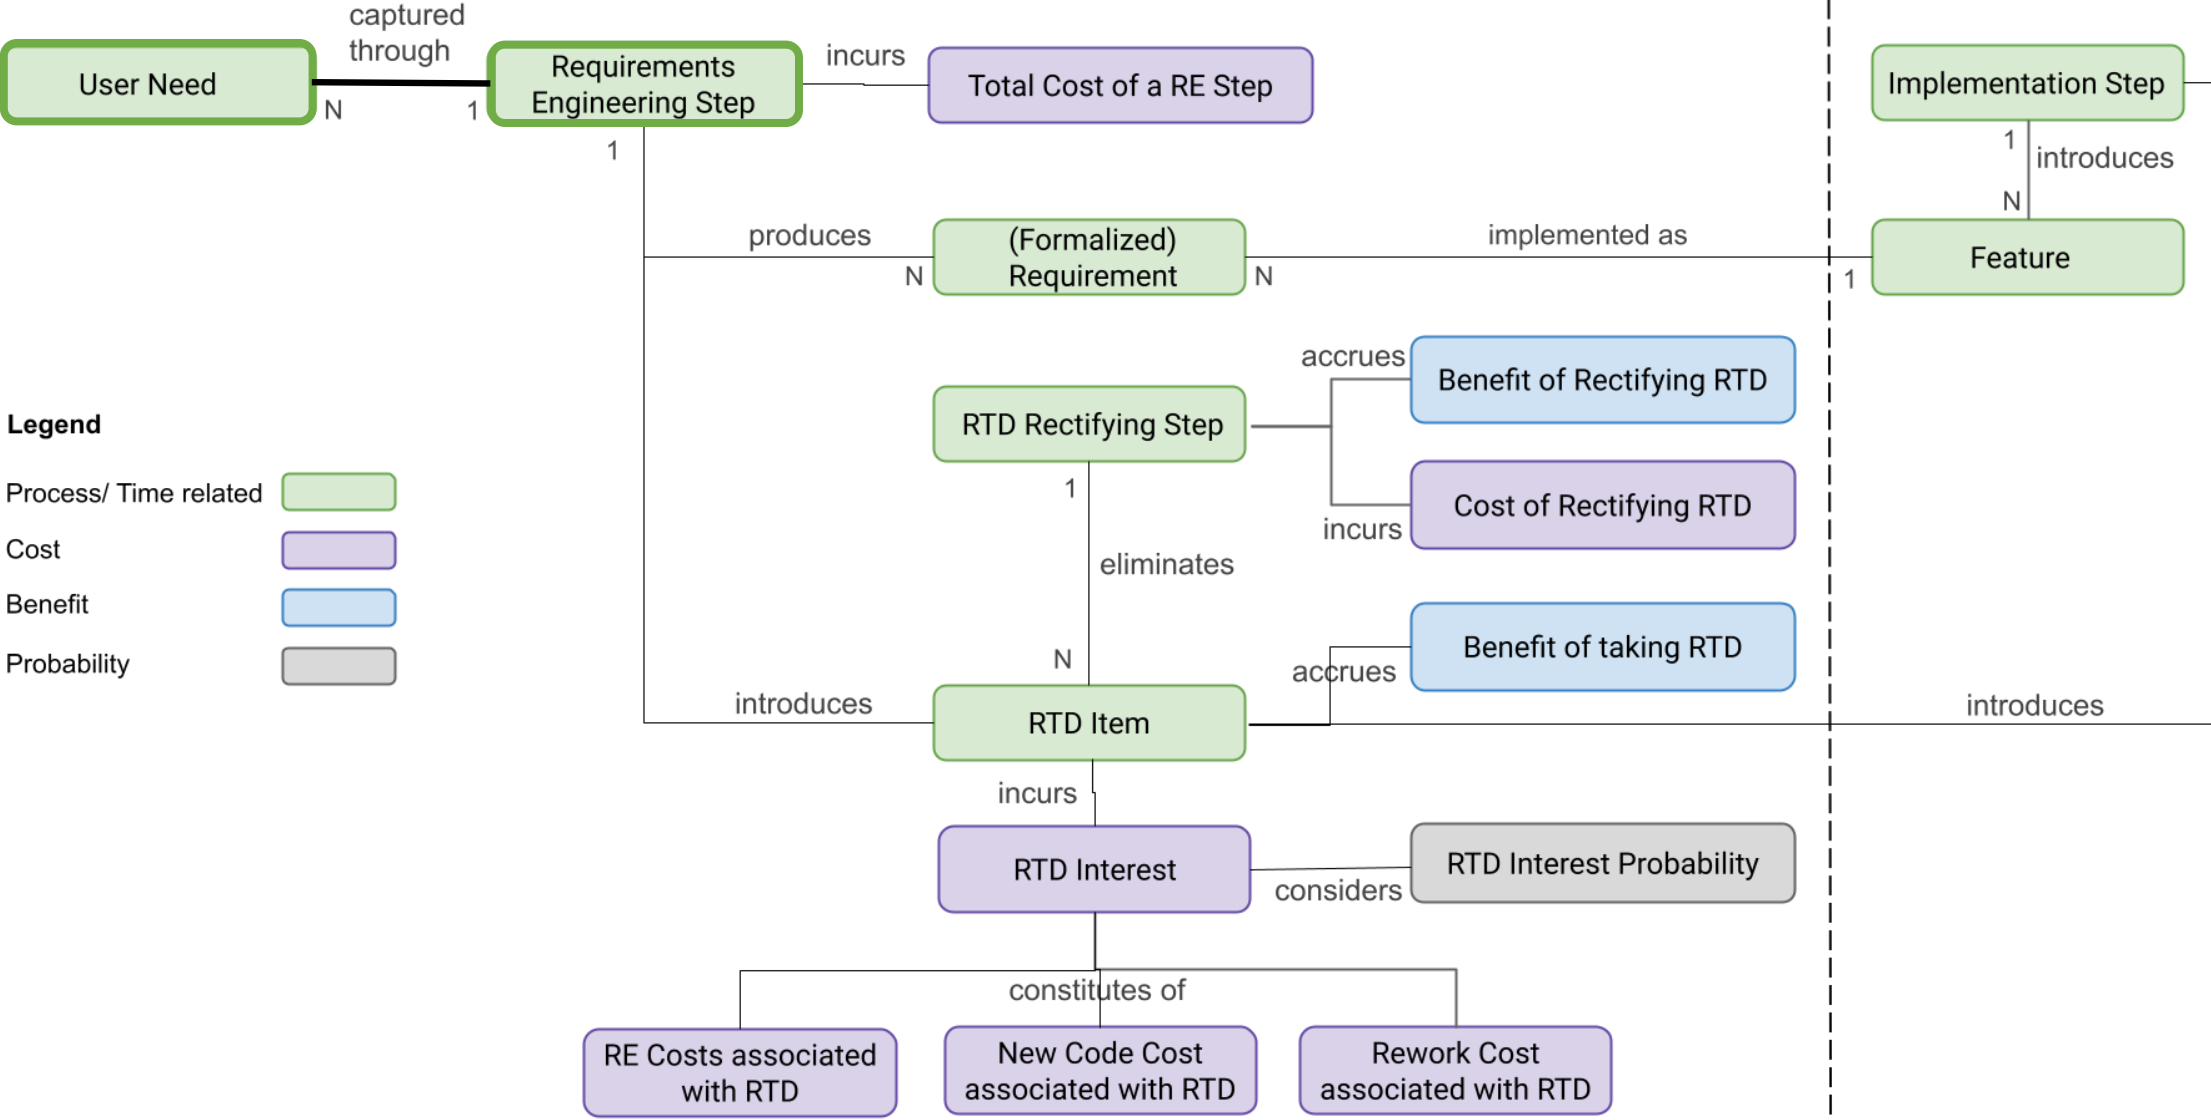 captured
through
User Need
N
1
Requirements
Engineering Step
incurs
Total Cost of a RE Step
Implementation Step
1
introduces
N
1
produces
N
(Formalized)
Requirement
N
implemented as
1
Feature
accrues
Benefit of Rectifying RTD
RTD Rectifying Step
Cost of Rectifying RTD
incurs
1
eliminates
N
Legend
Process/ Time related
Cost
Benefit
Probability
accrues
Benefit of taking RTD
introduces
RTD Item
introduces
incurs
RTD Interest
considers
RTD Interest Probability
constitutes of
RE Costs associated
with RTD
New Code Cost
associated with RTD
Rework Cost
associated with RTD